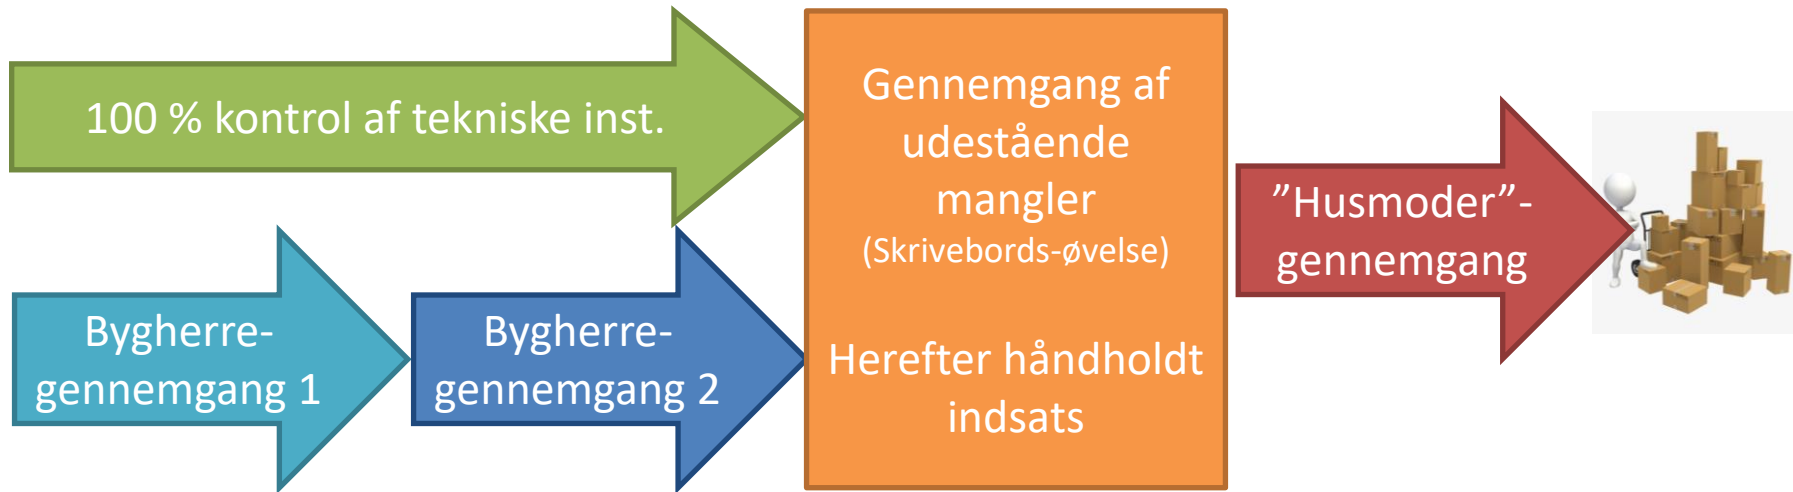 100 % kontrol af tekniske inst.
Bygherre-
gennemgang 1
Bygherre-
gennemgang 2
Gennemgang af
udestående
mangler
(Skrivebords-øvelse)
Herefter håndholdt
indsats
”Husmoder”-
gennemgang